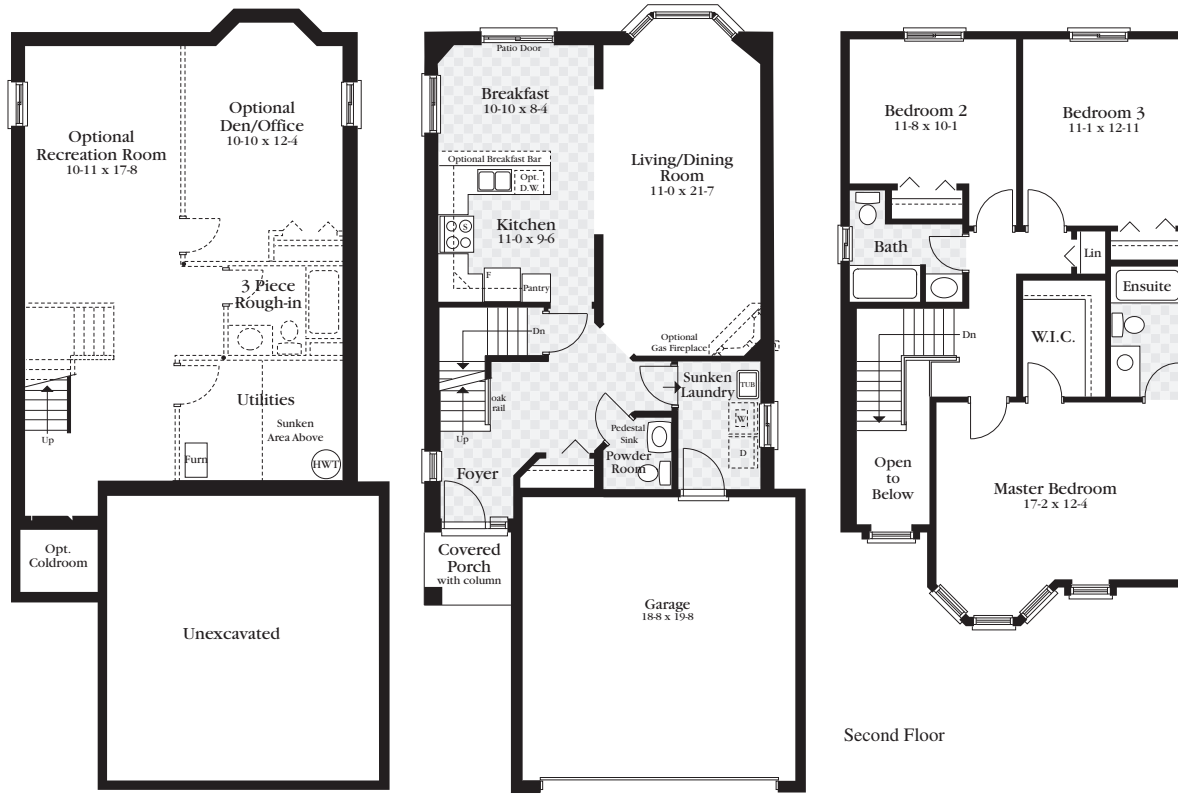 Optional
Recreation Room
10-11 x 17-8
Optional
Den/Office
10-10 x 12-4
3 Piece
Rough-in
Utilities
Sunken
Area Above
Up
Furn
HWT
Opt.
Coldroom
Unexcavated
Patio Door
Breakfast
10-10 x 8-4
Optional Breakfast Bar
Opt.
D.W.
Living/Dining
Room
11-0 x 21-7
Kitchen
11-0 x 9-6
S
F
Pantry
Dn
Optional
Gas Fireplace
Sunken
Laundry
TUB
W
D
oak
rail
Up
Pedestal
Sink
Powder
Room
Foyer
Covered
Porch
with column
Garage
18-8 x 19-8
Bedroom 2
11-8 x 10-1
Bedroom 3
11-1 x 12-11
Bath
Lin
Ensuite
W.I.C.
Dn
Open
to
Below
Master Bedroom
17-2 x 12-4
Second Floor